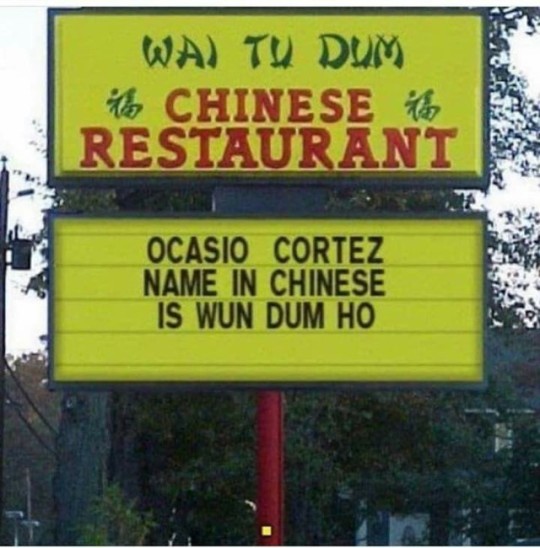 WAI TU DUM
福 CHINESE 福
RESTAURANT
OCASIO CORTEZ
NAME IN CHINESE
IS WUN DUM HO